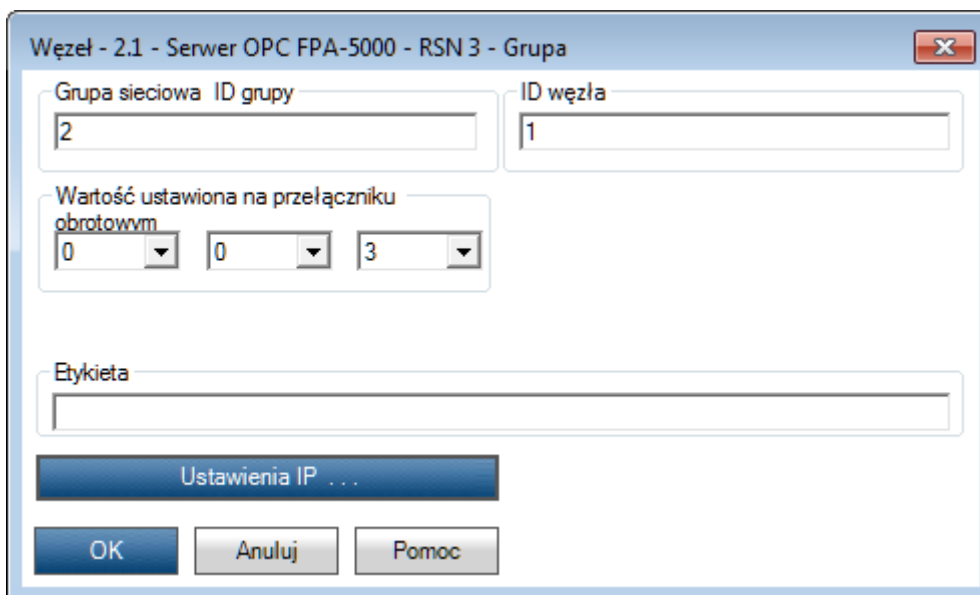 Węzeł - 2.1 - Serwer OPC FPA-5000 - RSN 3 - Grupa
Grupa sieciowa ID grupy
ID węzła
2
1
Wartość ustawiona na przełączniku
obrotowym
0 0 3
Etykieta
Ustawienia IP . . .
OK Anuluj Pomoc